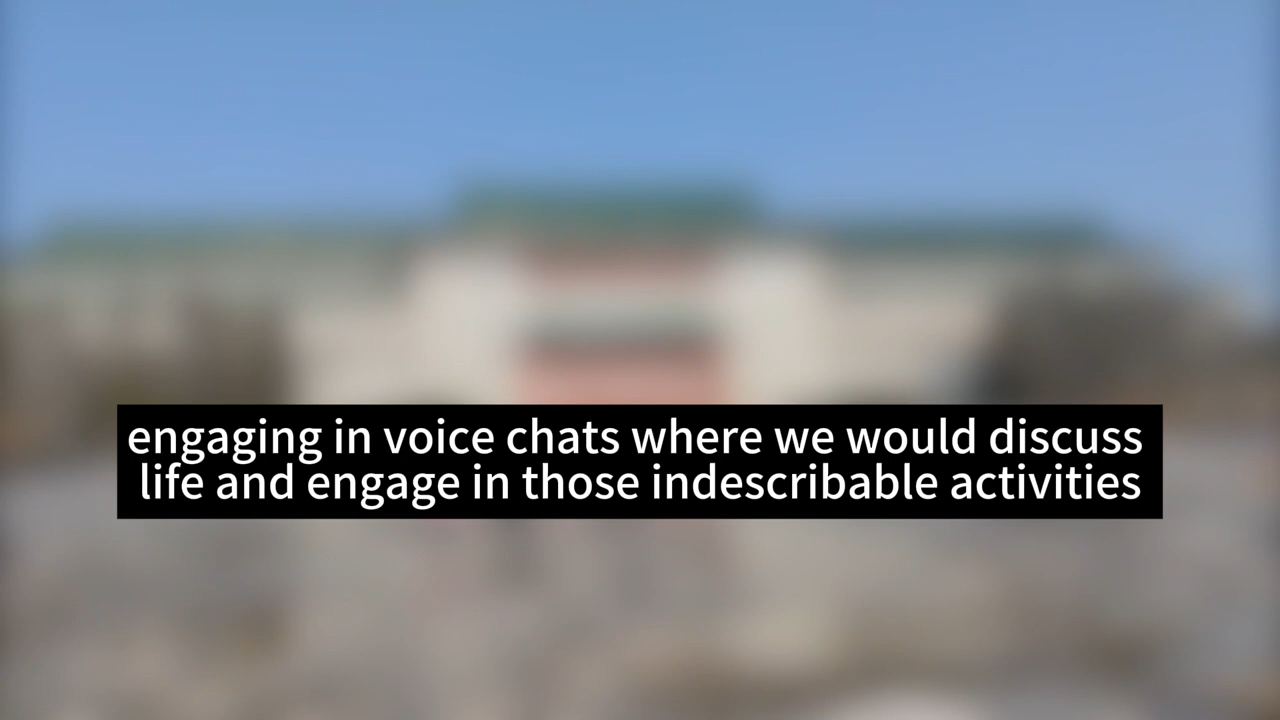 engaging in voice chats where we would discuss
life and engage in those indescribable activities